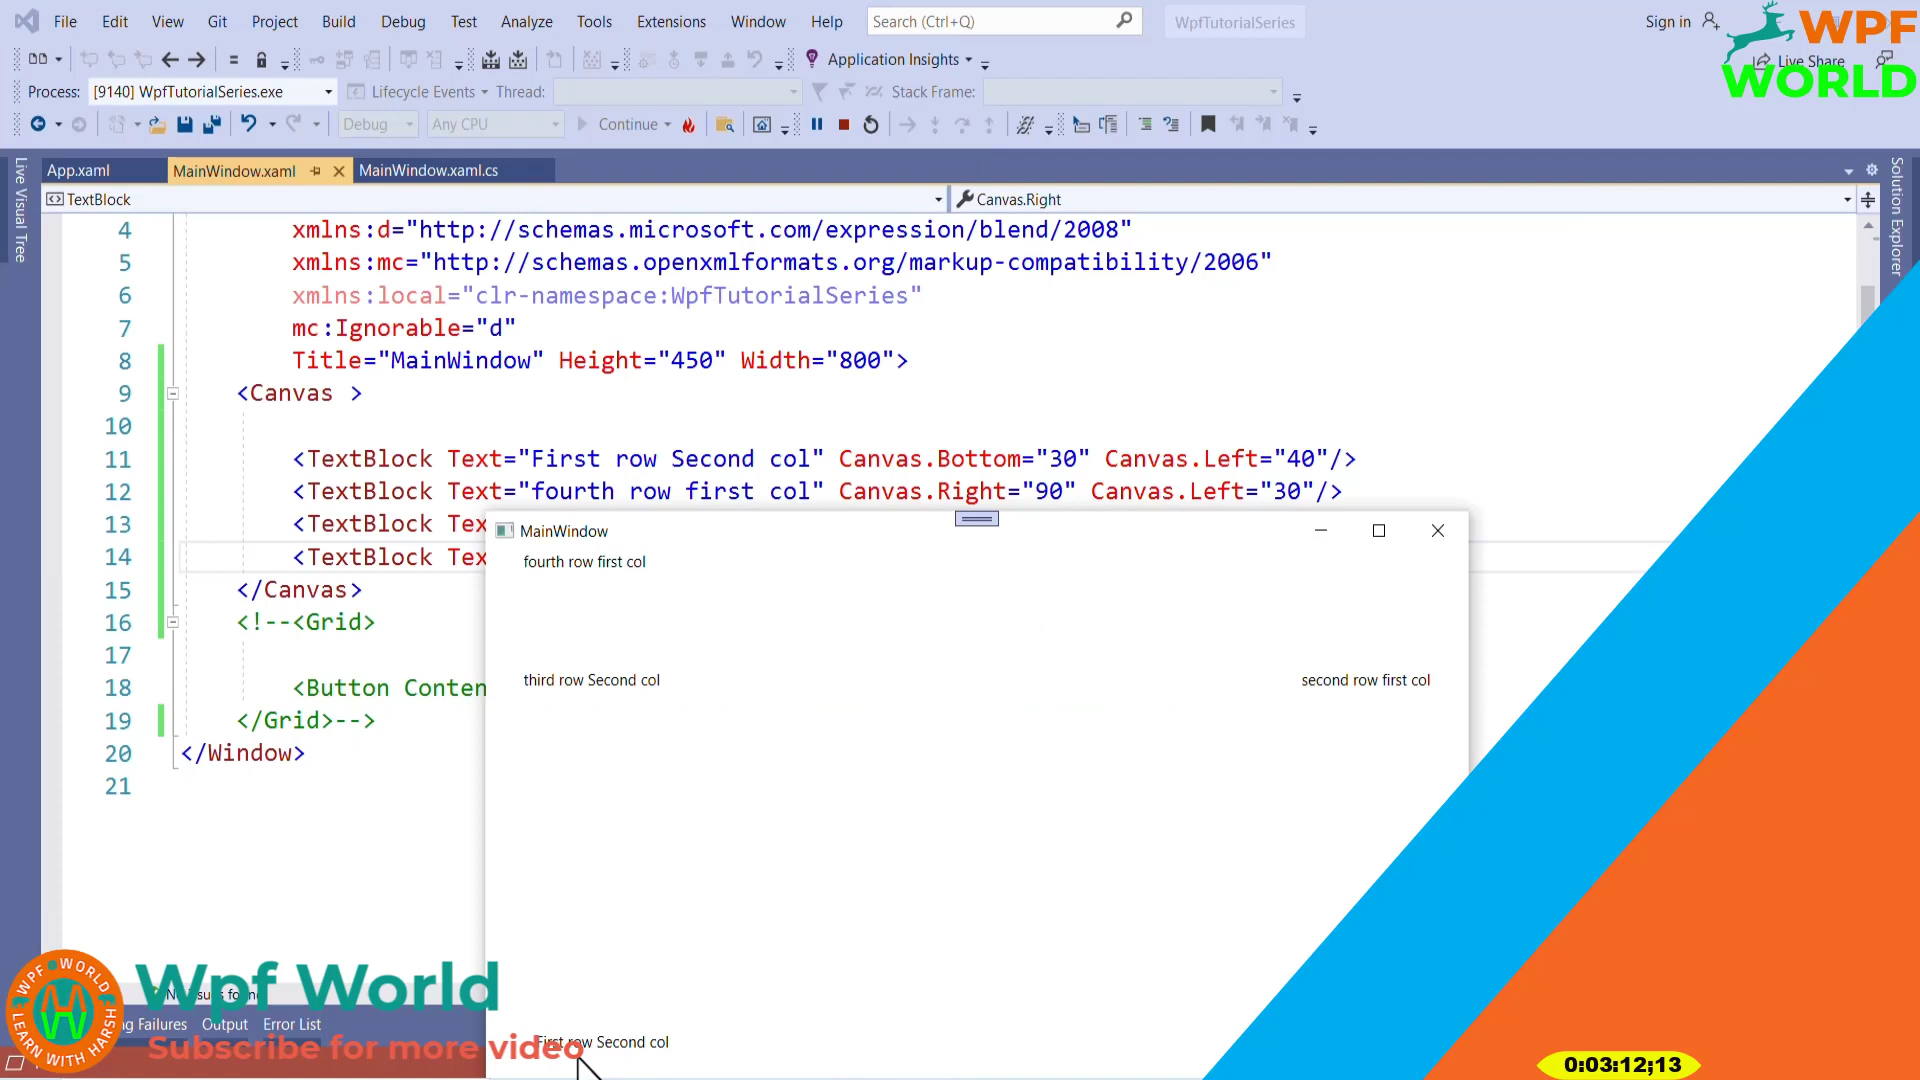 File Edit View Git Project Build Debug Test Analyze Tools Extensions Window Help Search (Ctrl+Q) WpfTutorialSeries Sign in
WPF
WORLD
Application Insights
Live Share
Process: [9140] WpfTutorialSeries.exe Lifecycle Events Thread: Stack Frame:
Debug Any CPU Continue
Live Visual Tree
Solution Explorer
App.xaml MainWindow.xaml MainWindow.xaml.cs
TextBlock Canvas.Right
4 xmlns:d="http://schemas.microsoft.com/expression/blend/2008"
5 xmlns:mc="http://schemas.openxmlformats.org/markup-compatibility/2006"
6 xmlns:local="clr-namespace:WpfTutorialSeries"
7 mc:Ignorable="d"
8 Title="MainWindow" Height="450" Width="800">
9 <Canvas >
10
11 <TextBlock Text="First row Second col" Canvas.Bottom="30" Canvas.Left="40"/>
12 <TextBlock Text="fourth row first col" Canvas.Right="90" Canvas.Left="30"/>
13 <TextBlock Tex
14 <TextBlock Tex
15 </Canvas>
16 <!--<Grid>
17
18 <Button Conten
19 </Grid>-->
20 </Window>
21
MainWindow
fourth row first col
third row Second col second row first col
First row Second col
WPF WORLD
LEARN WITH HARSH
Wpf World
Subscribe for more video
Output Error List
0:03:12;13